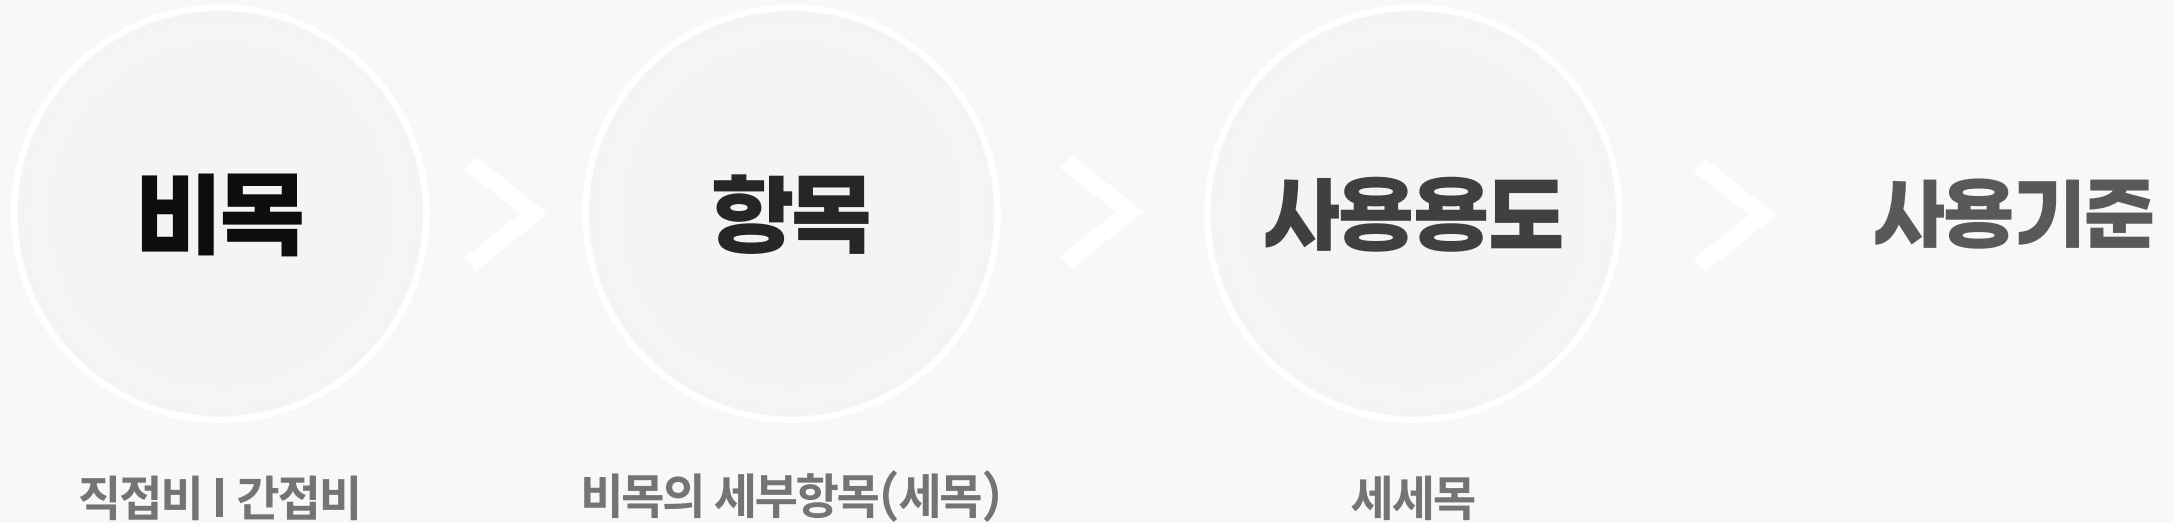 비목
항목
사용용도
사용기준
직접비 I 간접비
비목의 세부항목(세목)
세세목